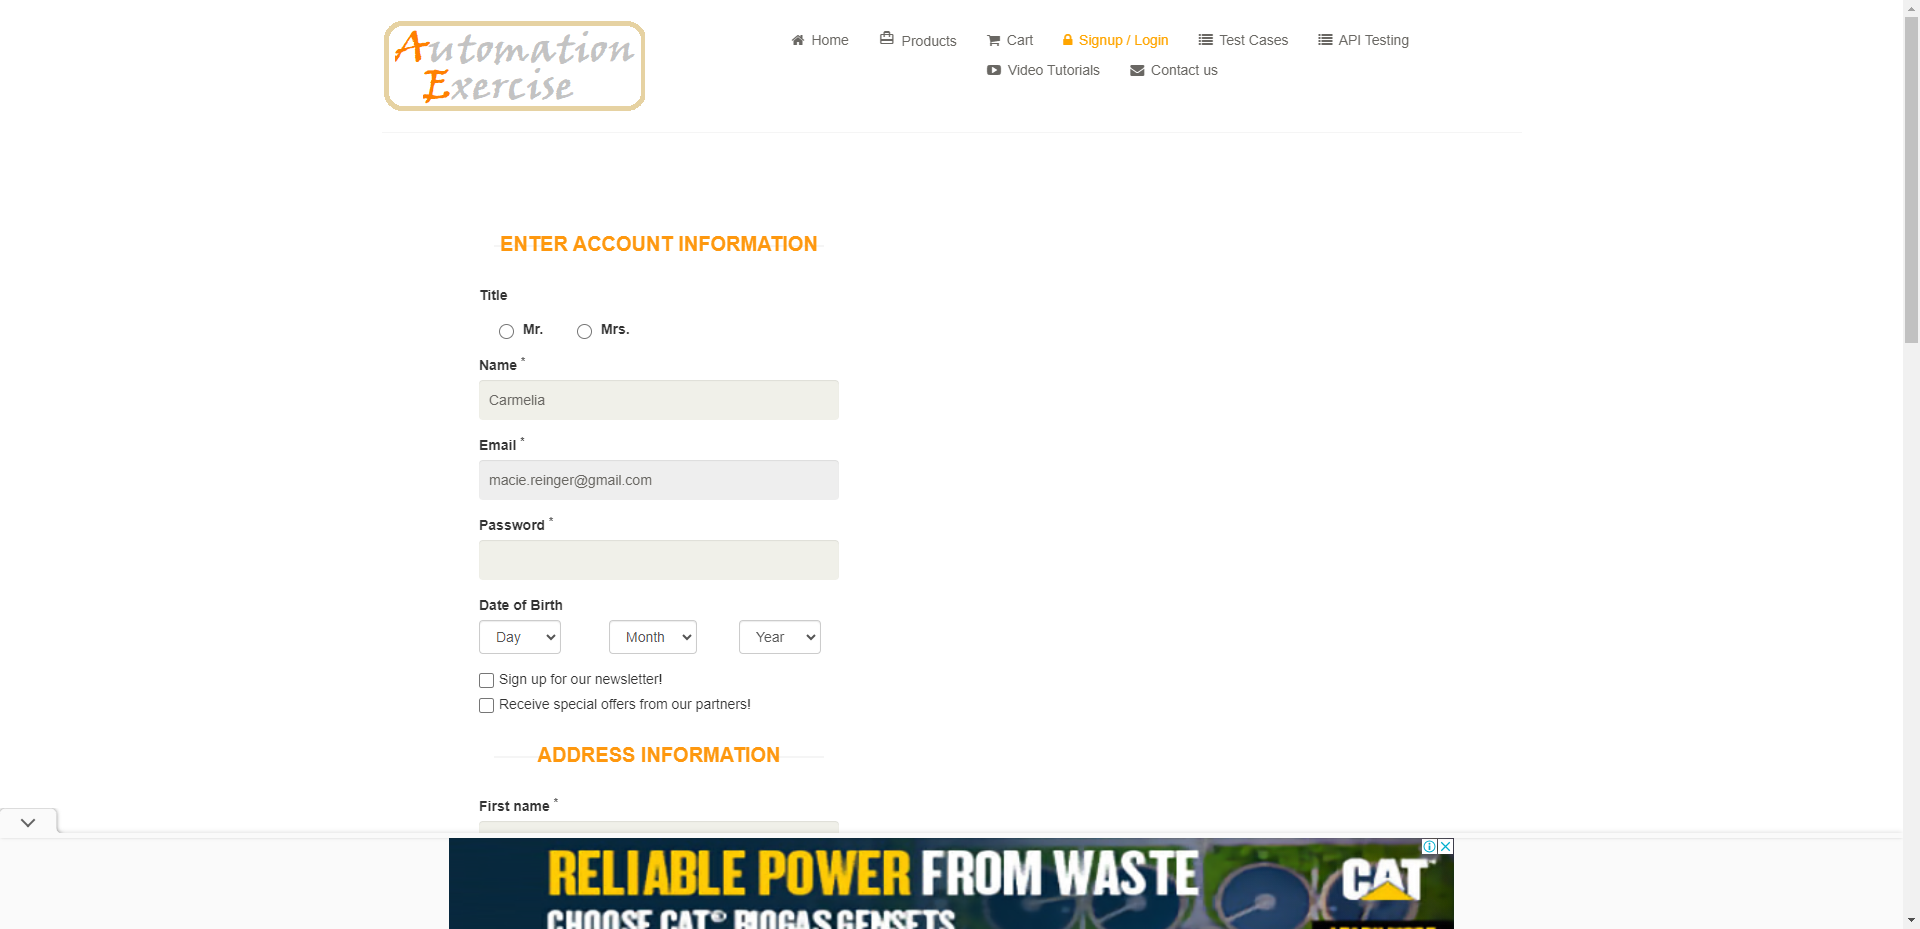 Automation
Exercise
Home
Products
Cart
Signup / Login
Test Cases
API Testing
Video Tutorials
Contact us
ENTER ACCOUNT INFORMATION
Title
Mr. Mrs.
Name *
Carmelia
Email *
macie.reinger@gmail.com
Password *
Date of Birth
Day Month Year
Sign up for our newsletter!
Receive special offers from our partners!
ADDRESS INFORMATION
First name *
RELIABLE POWER FROM WASTE
CAT
CHOOSE CAT® BIOGAS GENSETS
LEARN MORE